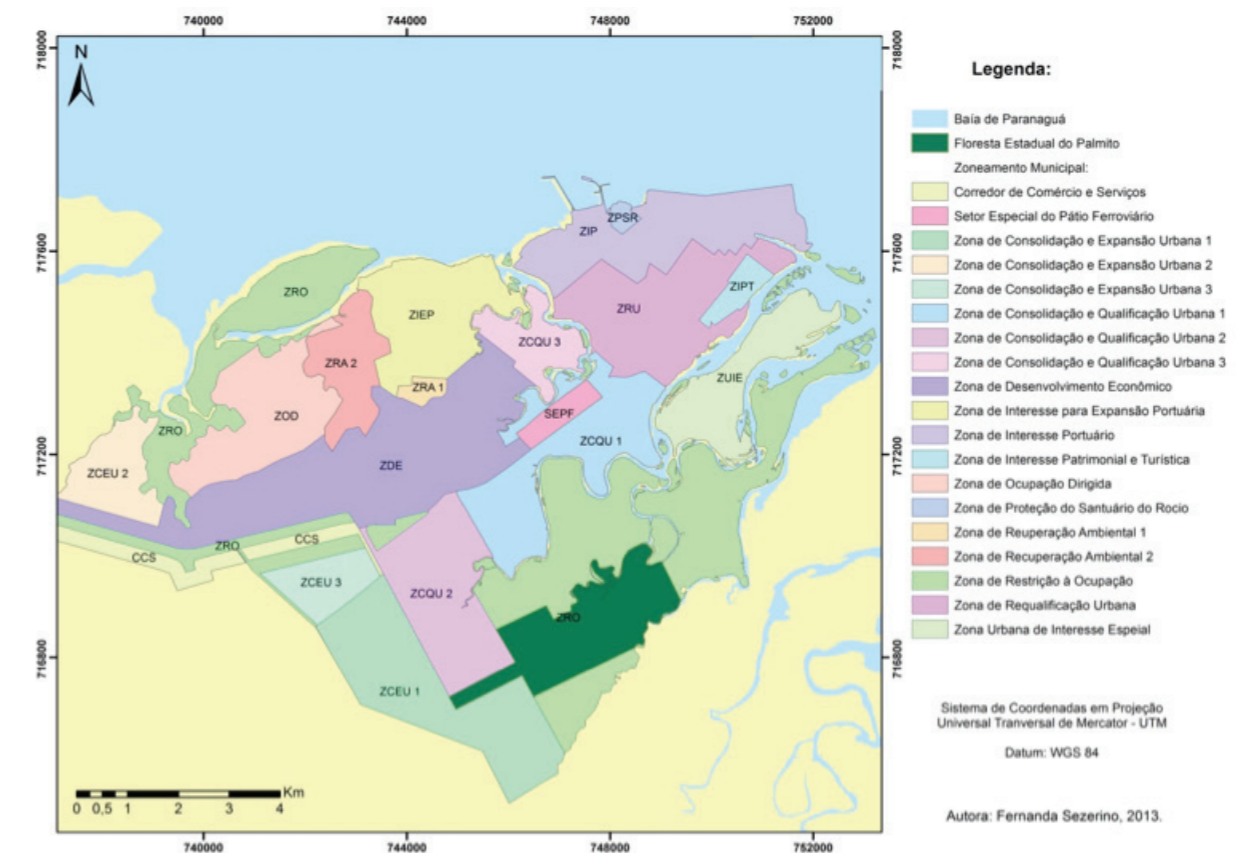 740000 744000 748000 752000
718000 718000
N
Legenda:
Baía de Paranaguá
Floresta Estadual do Palmito
Zoneamento Municipal:
Corredor de Comércio e Serviços
Setor Especial do Pátio Ferroviário
Zona de Consolidação e Expansão Urbana 1
Zona de Consolidação e Expansão Urbana 2
Zona de Consolidação e Expansão Urbana 3
Zona de Consolidação e Qualificação Urbana 1
Zona de Consolidação e Qualificação Urbana 2
Zona de Consolidação e Qualificação Urbana 3
Zona de Desenvolvimento Econômico
Zona de Interesse para Expansão Portuária
Zona de Interesse Portuário
Zona de Interesse Patrimonial e Turística
Zona de Ocupação Dirigida
Zona de Proteção do Santuário do Rocio
Zona de Reuperação Ambiental 1
Zona de Recuperação Ambiental 2
Zona de Restrição à Ocupação
Zona de Requalificação Urbana
Zona Urbana de Interesse Espeial
ZPSR
ZIP
717600 717600
ZRO
ZIPT
ZIEP
ZRU
ZCQU 3
ZRA 2
ZUIE
ZRA 1
ZOD
SEPF
ZRO
ZCQU 1
717200 717200
ZDE
ZCEU 2
ZRO
CCS
CCS
ZCEU 3
ZCQU 2
ZRO
716800 716800
ZCEU 1
Sistema de Coordenadas em Projeção
Universal Tranversal de Mercator - UTM
Datum: WGS 84
Km
0 0,5 1 2 3 4
Autora: Fernanda Sezerino, 2013.
740000 744000 748000 752000